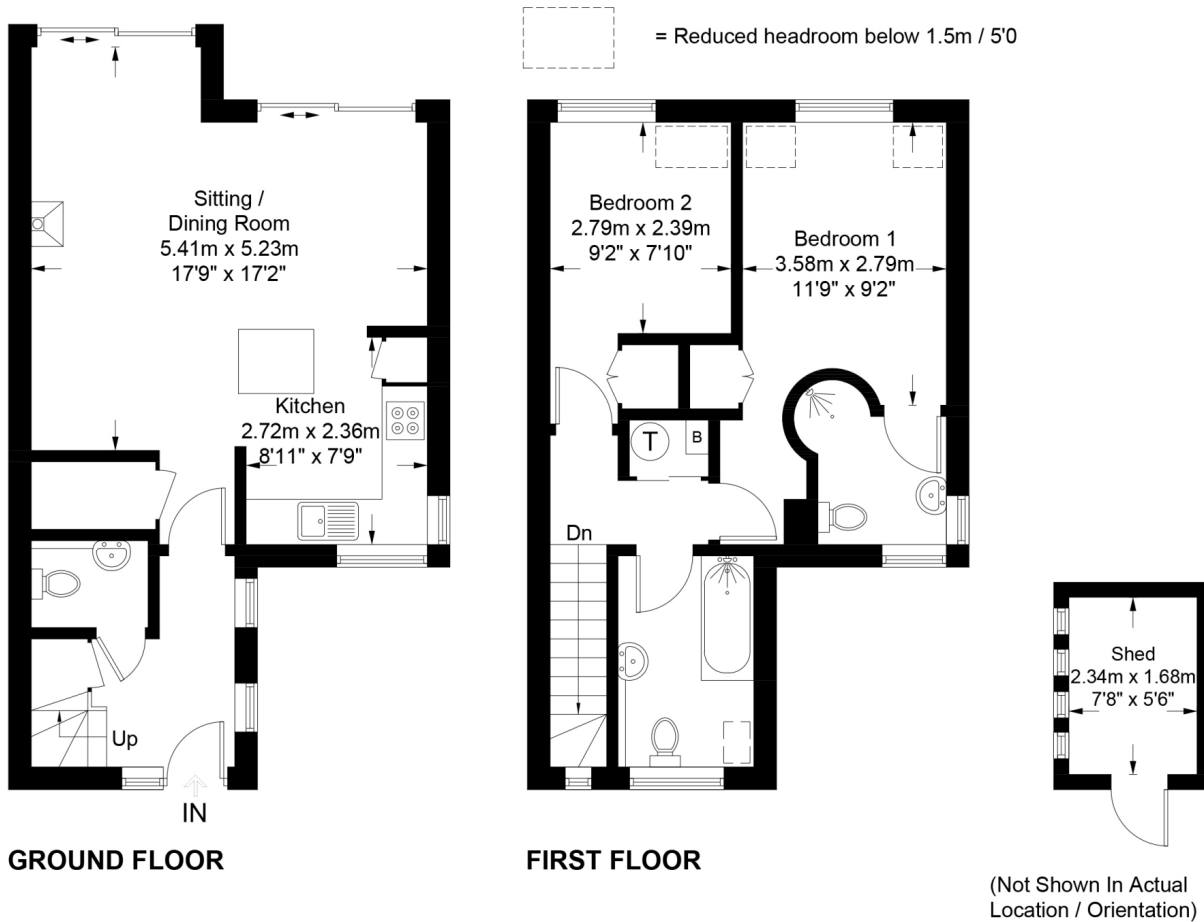 = Reduced headroom below 1.5m / 5'0
Sitting /
Dining Room
5.41m x 5.23m
17'9" x 17'2"
Kitchen
2.72m x 2.36m
8'11" x 7'9"
Up
IN
GROUND FLOOR
Bedroom 2
2.79m x 2.39m
9'2" x 7'10"
Bedroom 1
3.58m x 2.79m
11'9" x 9'2"
T
B
Dn
FIRST FLOOR
Shed
2.34m x 1.68m
7'8" x 5'6"
(Not Shown In Actual
Location / Orientation)